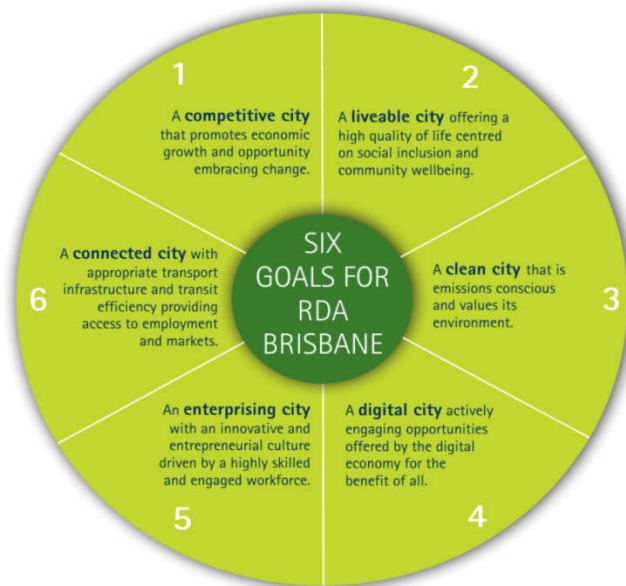 1
A competitive city
that promotes economic
growth and opportunity
embracing change.
2
A liveable city offering a
high quality of life centred
on social inclusion and
community wellbeing.
SIX
GOALS FOR
RDA
BRISBANE
A clean city that is
emissions conscious
and values its
environment.
3
A digital city actively
engaging opportunities
offered by the digital
economy for the
benefit of all.
4
An enterprising city
with an innovative and
entrepreneurial culture
driven by a highly skilled
and engaged workforce.
5
A connected city with
appropriate transport
infrastructure and transit
efficiency providing
access to employment
and markets.
6